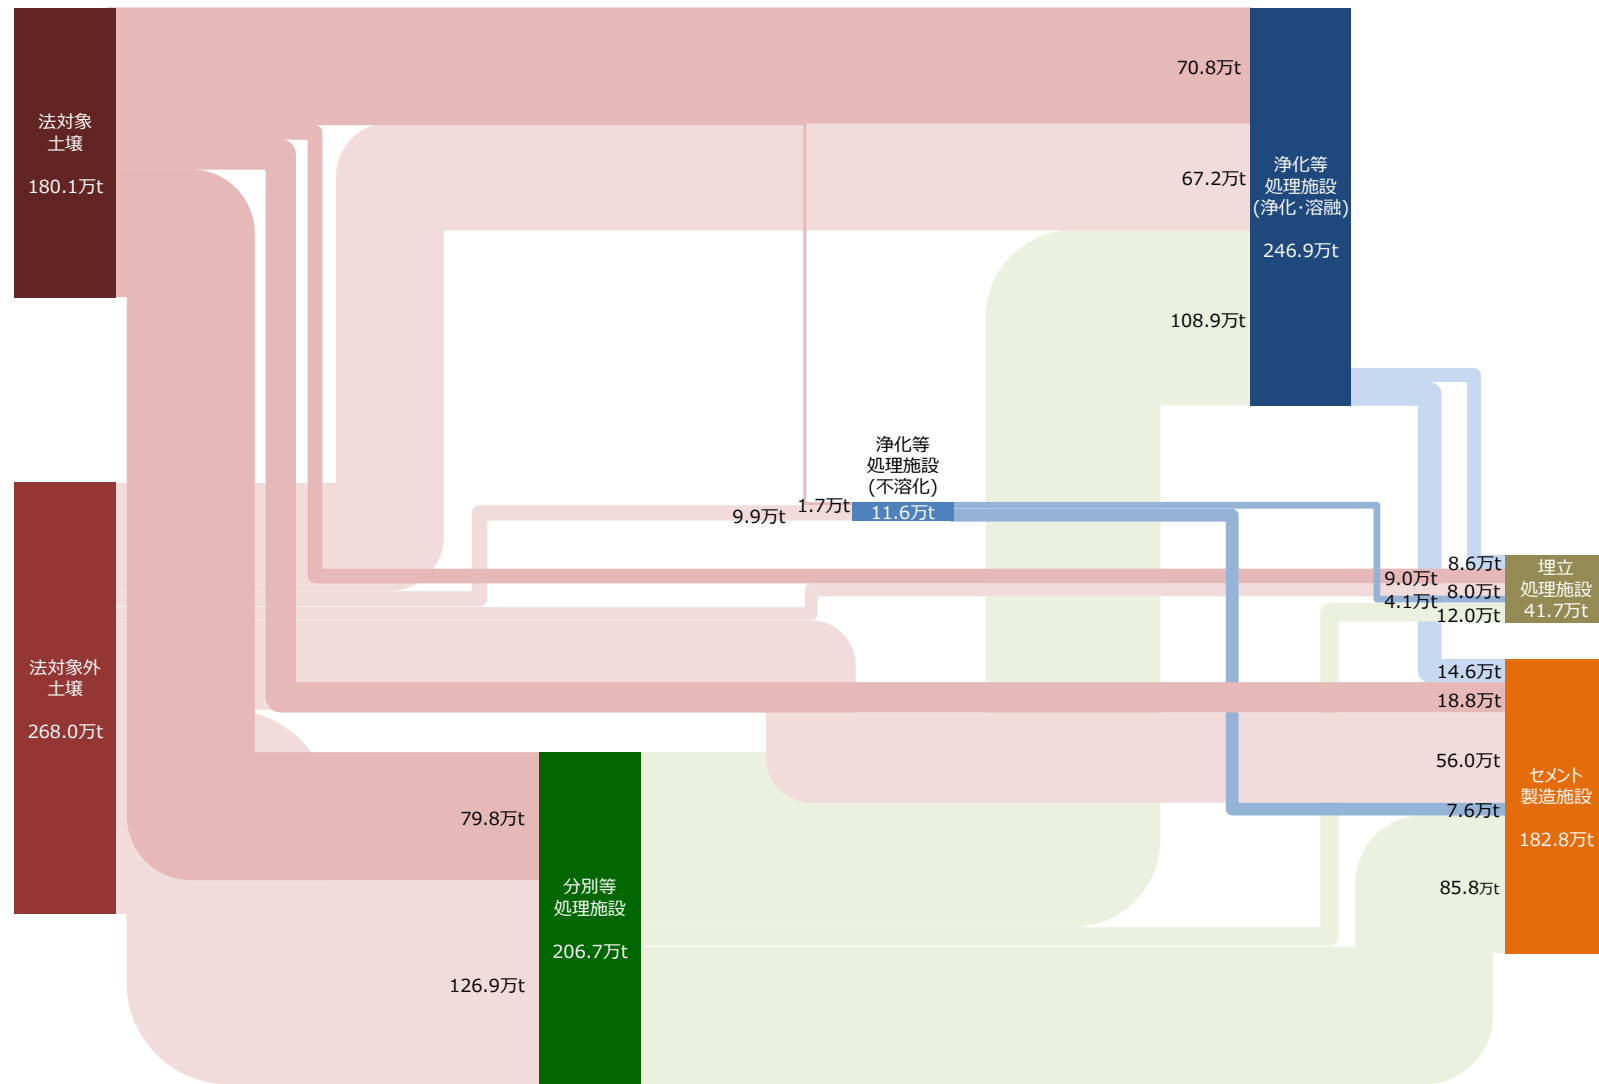 法対象
土壌
180.1万t
法対象外
土壌
268.0万t
70.8万t
67.2万t
108.9万t
浄化等
処理施設
(浄化・溶融)
246.9万t
浄化等
処理施設
(不溶化)
11.6万t
1.7万t
9.9万t
8.6万t
9.0万t
8.0万t
4.1万t
12.0万t
埋立
処理施設
41.7万t
14.6万t
18.8万t
56.0万t
7.6万t
85.8万t
セメント
製造施設
182.8万t
79.8万t
126.9万t
分別等
処理施設
206.7万t